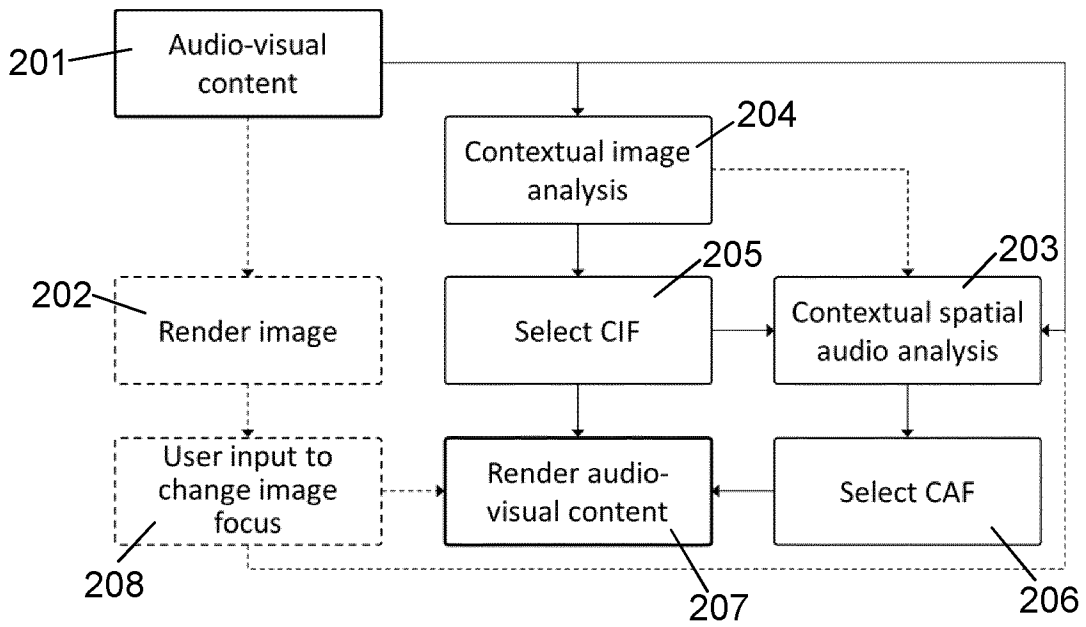 201
Audio-visual
content
204
Contextual image
analysis
202
Render image
205
Select CIF
203
Contextual spatial
audio analysis
User input to
change image
focus
208
Render audio-
visual content
207
Select CAF
206